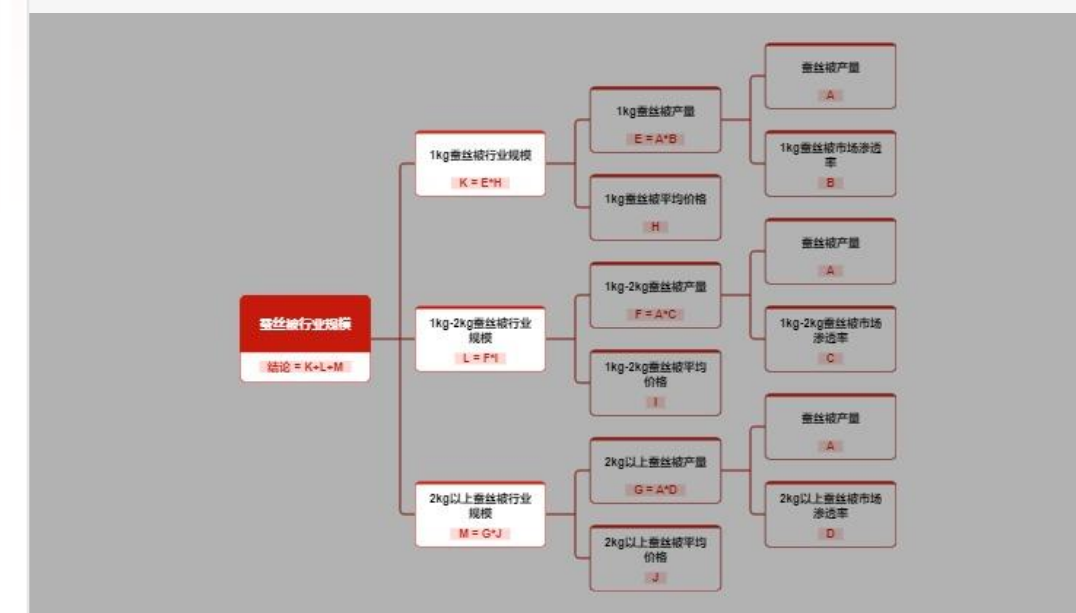 蚕丝被行业规模
结论 = K+L+M
1kg蚕丝被行业规模
K = E*H
1kg蚕丝被产量
E = A*B
蚕丝被产量
A
1kg蚕丝被市场渗透
率
B
1kg蚕丝被平均价格
H
1kg-2kg蚕丝被行业
规模
L = F*I
1kg-2kg蚕丝被产量
F = A*C
蚕丝被产量
A
1kg-2kg蚕丝被市场
渗透率
C
1kg-2kg蚕丝被平均
价格
I
2kg以上蚕丝被行业
规模
M = G*J
2kg以上蚕丝被产量
G = A*D
蚕丝被产量
A
2kg以上蚕丝被市场
渗透率
D
2kg以上蚕丝被平均
价格
J